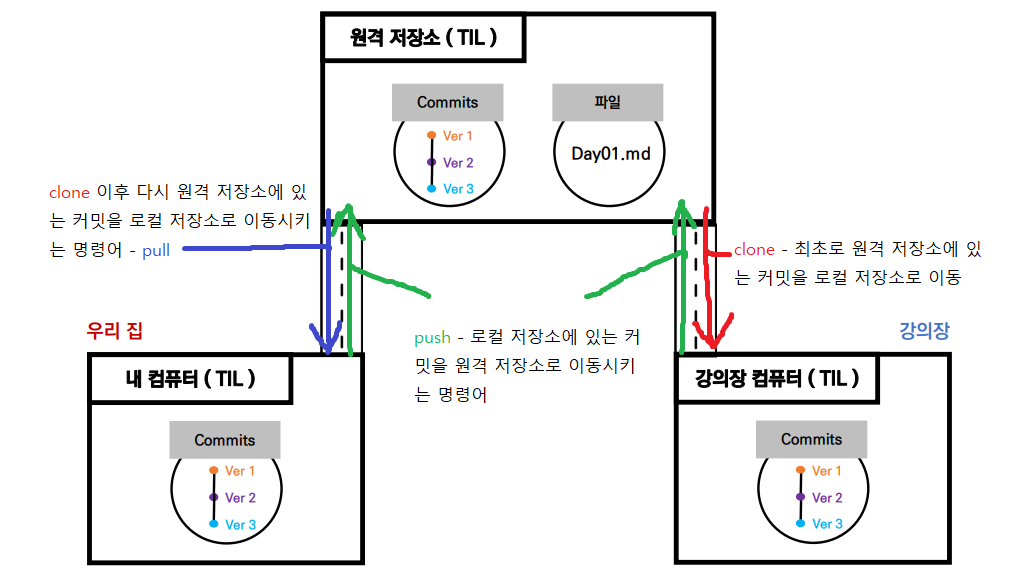 원격 저장소 ( TIL )
Commits
Ver 1
Ver 2
Ver 3
파일
Day01.md
clone 이후 다시 원격 저장소에 있
는 커밋을 로컬 저장소로 이동시키
는 명령어 - pull
clone - 최초로 원격 저장소에 있
는 커밋을 로컬 저장소로 이동
push - 로컬 저장소에 있는 커
밋을 원격 저장소로 이동시키
는 명령어
우리 집
내 컴퓨터 ( TIL )
Commits
Ver 1
Ver 2
Ver 3
강의장
강의장 컴퓨터 ( TIL )
Commits
Ver 1
Ver 2
Ver 3